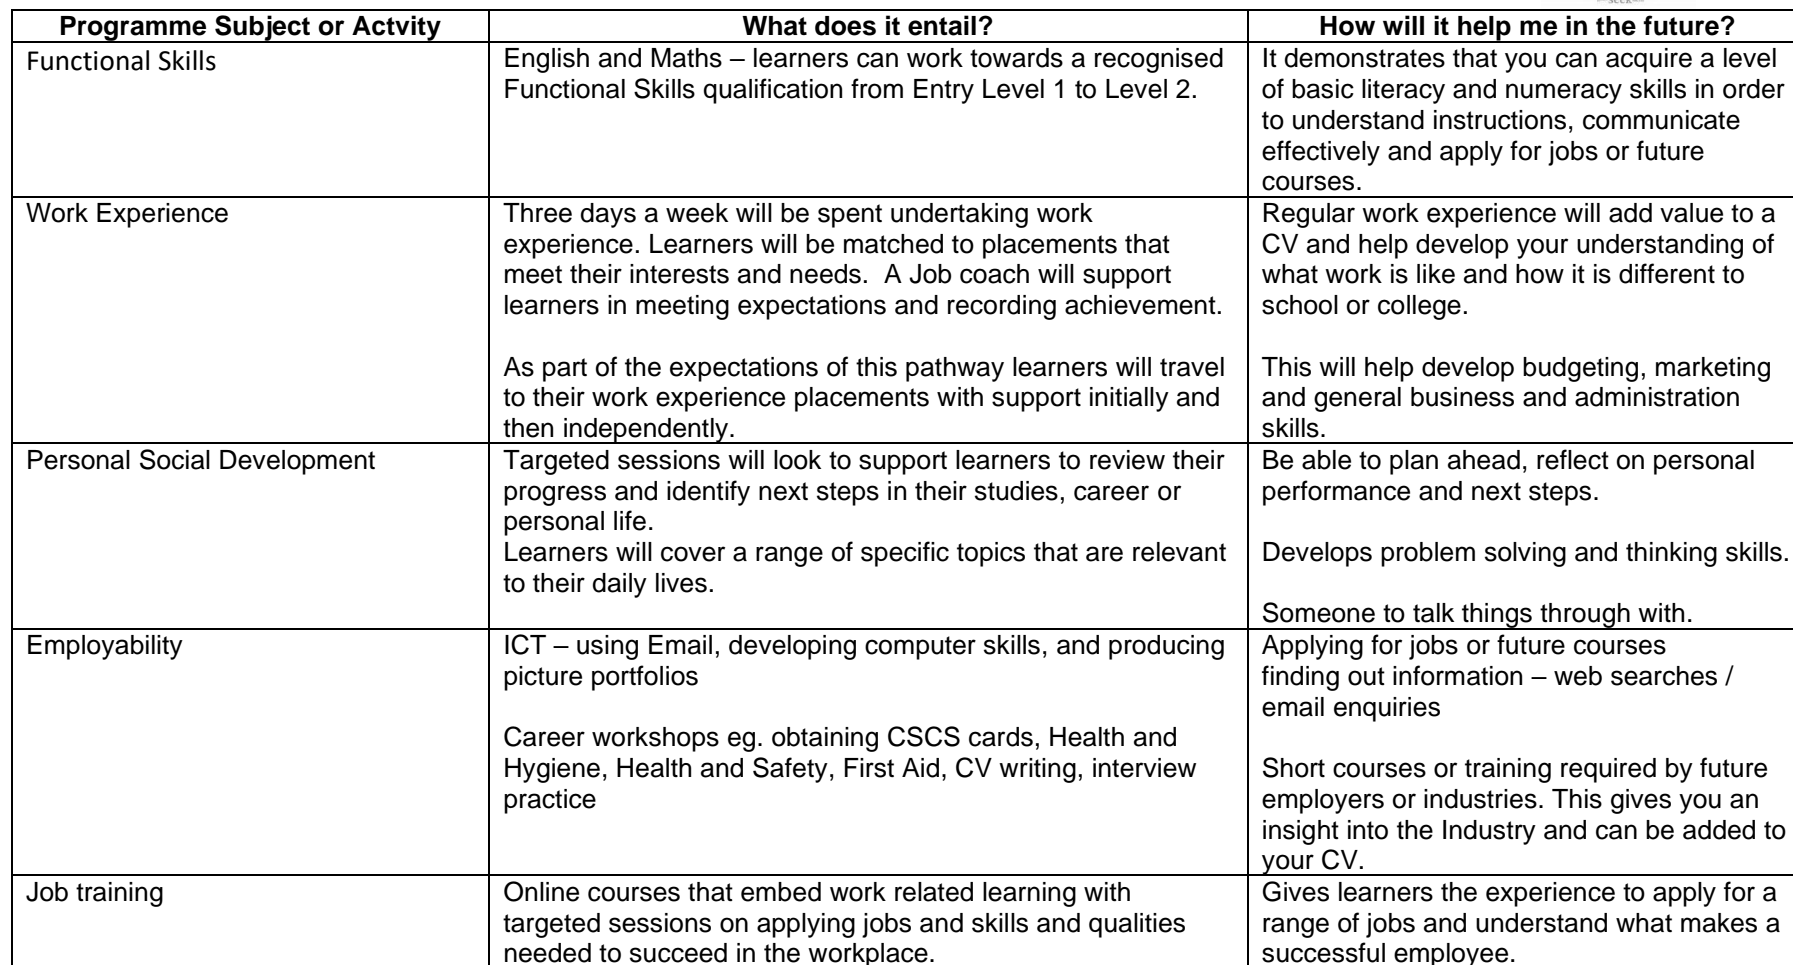 Programme Subject or Actvity
What does it entail?
How will it help me in the future?
Functional Skills
English and Maths – learners can work towards a recognised
Functional Skills qualification from Entry Level 1 to Level 2.
It demonstrates that you can acquire a level
of basic literacy and numeracy skills in order
to understand instructions, communicate
effectively and apply for jobs or future
courses.
Work Experience
Three days a week will be spent undertaking work
experience. Learners will be matched to placements that
meet their interests and needs.  A Job coach will support
learners in meeting expectations and recording achievement.
As part of the expectations of this pathway learners will travel
to their work experience placements with support initially and
then independently.
Regular work experience will add value to a
CV and help develop your understanding of
what work is like and how it is different to
school or college.
This will help develop budgeting, marketing
and general business and administration
skills.
Personal Social Development
Targeted sessions will look to support learners to review their
progress and identify next steps in their studies, career or
personal life.
Learners will cover a range of specific topics that are relevant
to their daily lives.
Be able to plan ahead, reflect on personal
performance and next steps.
Develops problem solving and thinking skills.
Someone to talk things through with.
Employability
ICT – using Email, developing computer skills, and producing
picture portfolios
Career workshops eg. obtaining CSCS cards, Health and
Hygiene, Health and Safety, First Aid, CV writing, interview
practice
Applying for jobs or future courses
finding out information – web searches /
email enquiries
Short courses or training required by future
employers or industries. This gives you an
insight into the Industry and can be added to
your CV.
Job training
Online courses that embed work related learning with
targeted sessions on applying jobs and skills and qualities
needed to succeed in the workplace.
Gives learners the experience to apply for a
range of jobs and understand what makes a
successful employee.